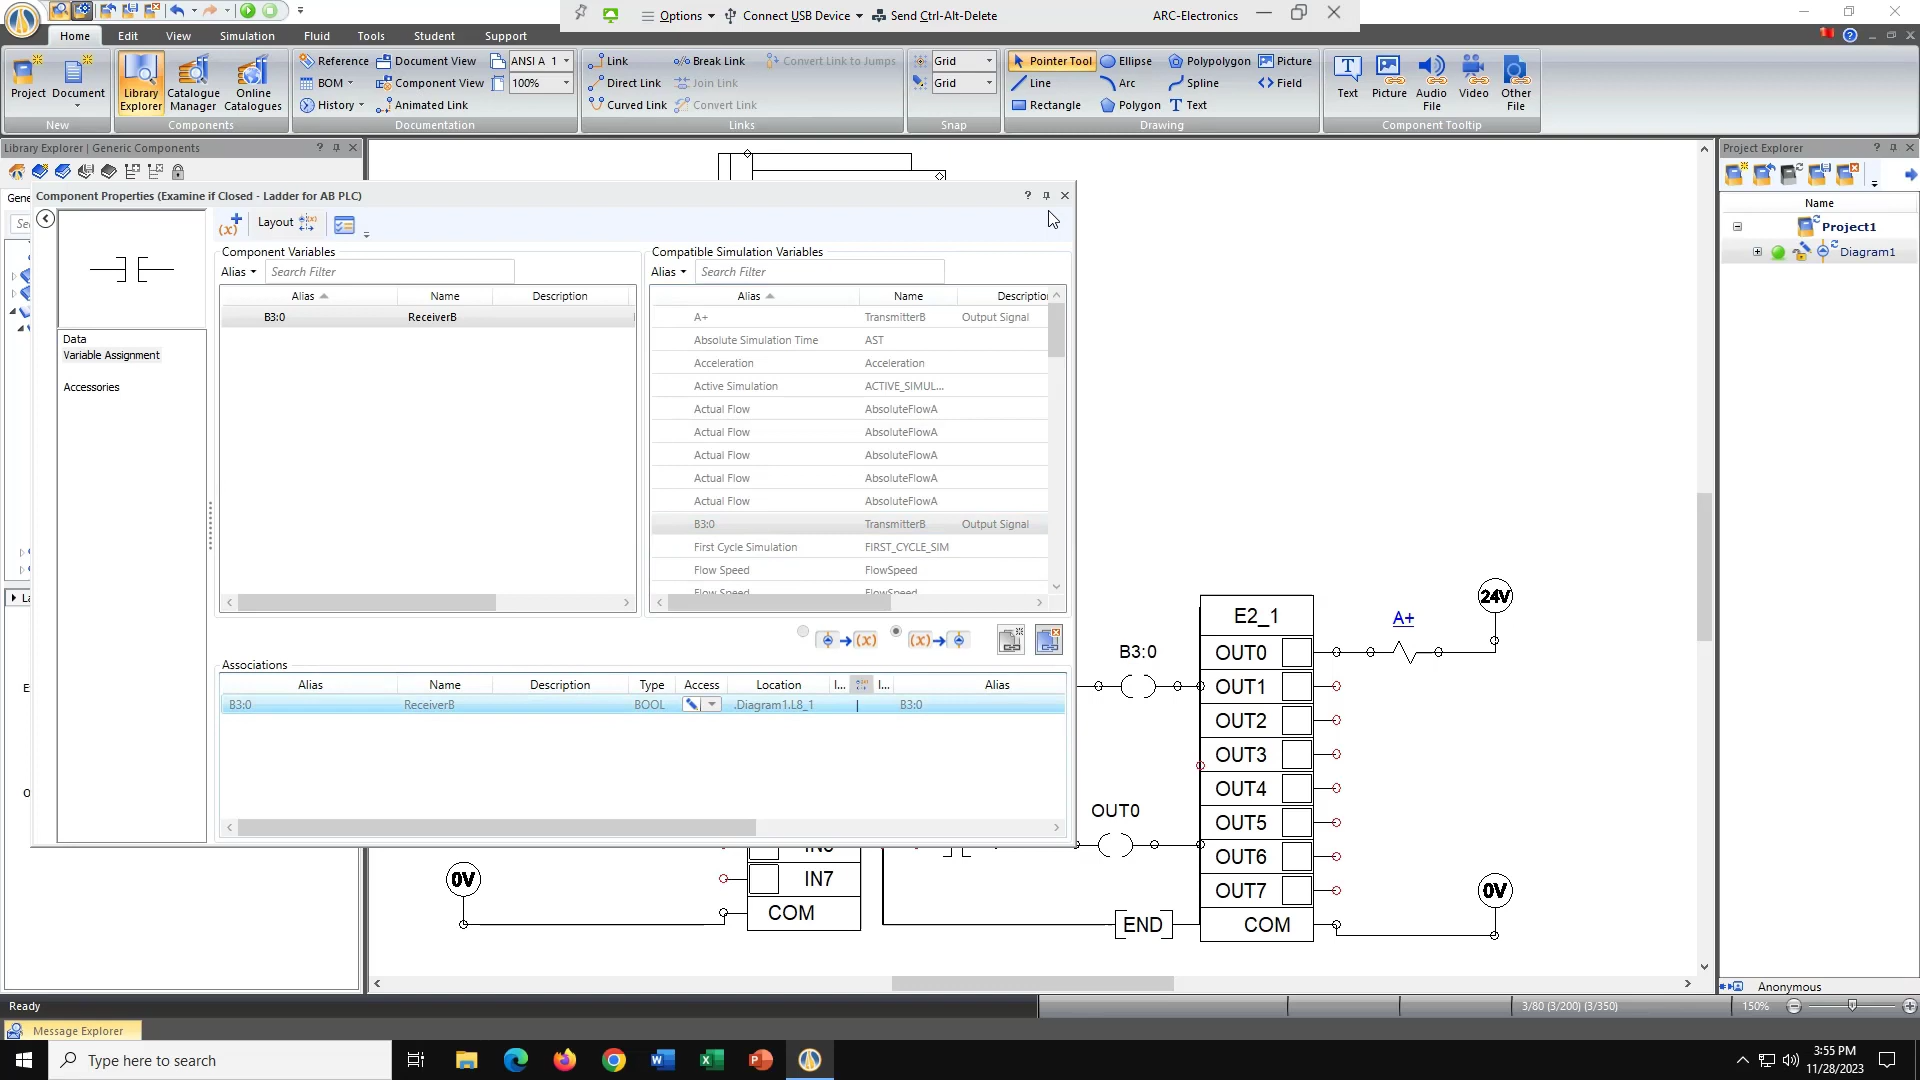 Options
Connect USB Device
Send Ctrl-Alt-Delete
ARC-Electronics
Home Edit View Simulation Fluid Tools Student Support
Reference Document View ANSI A 1 Link Break Link Convert Link to Jumps Grid Pointer Tool Ellipse Polypolygon Picture
BOM Component View 100% Direct Link Join Link Grid Line Arc Spline Field
History Animated Link Curved Link Convert Link Rectangle Polygon Text
Project Document Library Explorer Catalogue Manager Online Catalogues
Text Picture Audio File Video Other File
New Components Documentation Links Snap Drawing Component Tooltip
Library Explorer | Generic Components
Project Explorer
Gene
Sea
Name
Project1
Diagram1
Component Properties (Examine if Closed - Ladder for AB PLC)
Layout
Component Variables
Compatible Simulation Variables
Alias Search Filter
Alias Search Filter
Alias Name Description
Alias Name Description
B3:0 ReceiverB
A+ TransmitterB Output Signal
Absolute Simulation Time AST
Acceleration Acceleration
Active Simulation ACTIVE_SIMUL...
Actual Flow AbsoluteFlowA
Actual Flow AbsoluteFlowA
Actual Flow AbsoluteFlowA
Actual Flow AbsoluteFlowA
Actual Flow AbsoluteFlowA
B3:0 TransmitterB Output Signal
First Cycle Simulation FIRST_CYCLE_SIM
Flow Speed FlowSpeed
Flow Speed FlowSpeed
Data
Variable Assignment
Accessories
Associations
Alias Name Description Type Access Location I... I... Alias
B3:0 ReceiverB BOOL .Diagram1.L8_1 B3:0
B3:0
OUT0
E2_1
OUT0
OUT1
OUT2
OUT3
OUT4
OUT5
OUT6
OUT7
COM
A+
24V
0V
0V
IN7
COM
END
Anonymous
Ready
3/80 (3/200) (3/350)
150%
Message Explorer
Type here to search
3:55 PM
11/28/2023